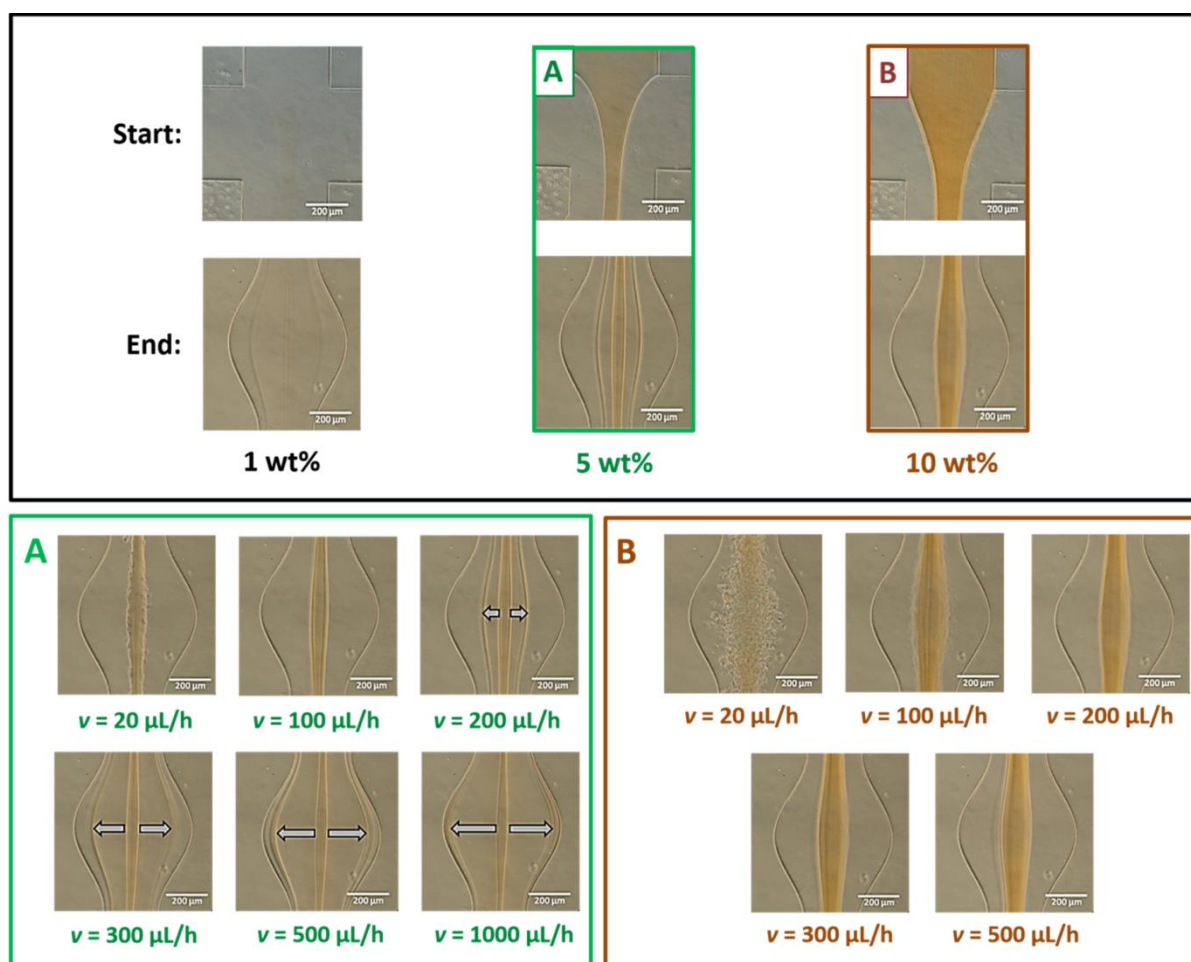 A
B
Start:
200 µm
200 µm
200 µm
End:
200 µm
200 µm
200 µm
1 wt%
5 wt%
10 wt%
A
200 µm
200 µm
200 µm
v = 20 µL/h
v = 100 µL/h
v = 200 µL/h
200 µm
200 µm
200 µm
v = 300 µL/h
v = 500 µL/h
v = 1000 µL/h
B
200 µm
200 µm
200 µm
v = 20 µL/h
v = 100 µL/h
v = 200 µL/h
200 µm
200 µm
v = 300 µL/h
v = 500 µL/h